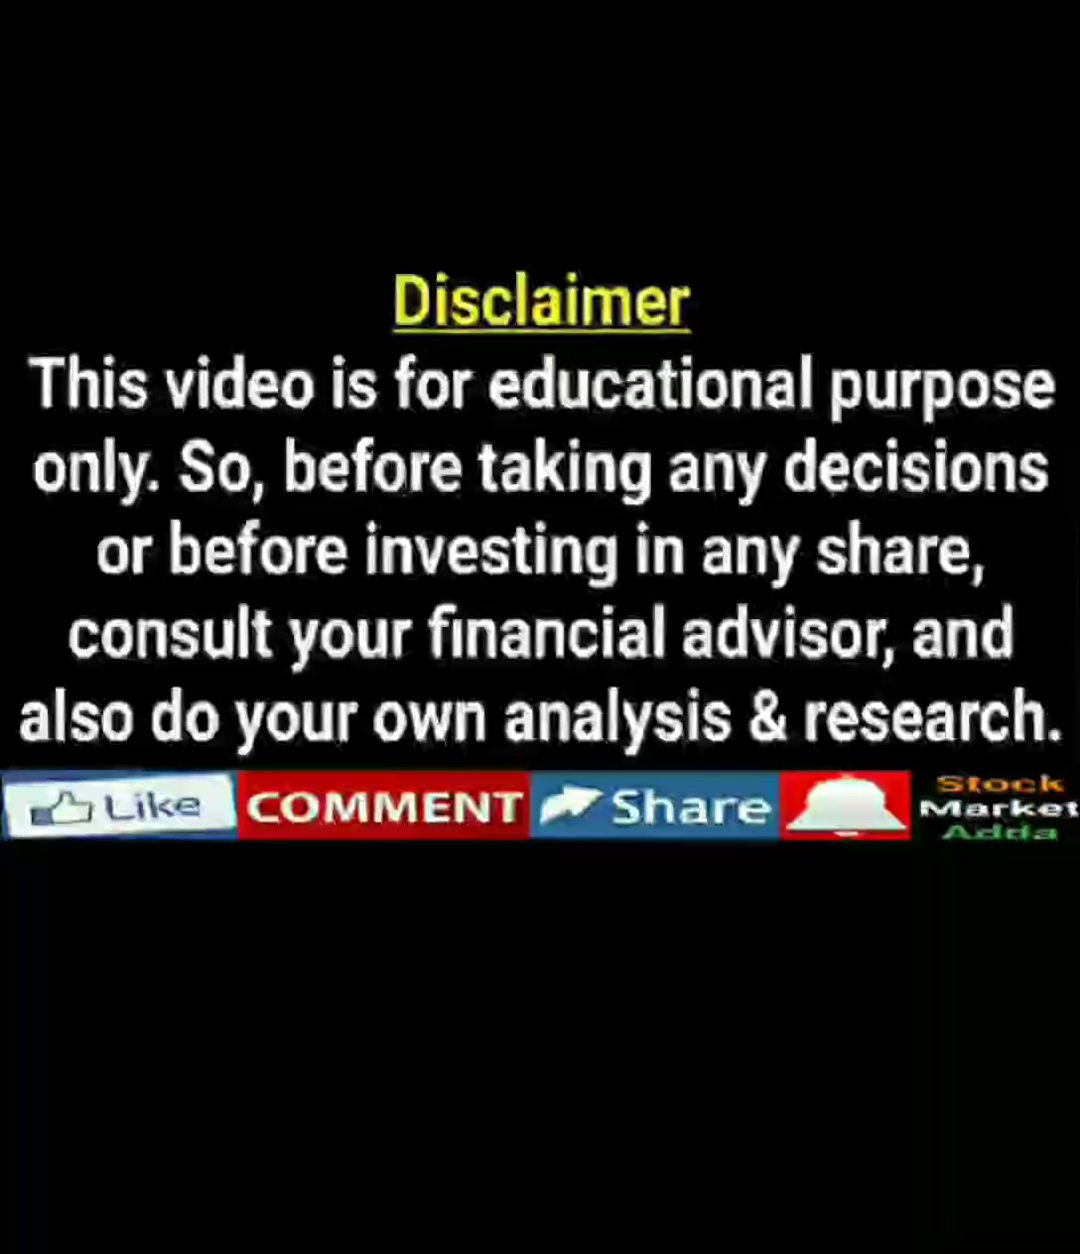 Disclaimer
This video is for educational purpose
only. So, before taking any decisions
or before investing in any share,
consult your financial advisor, and
also do your own analysis & research.
Like COMMENT Share
Stock
Market
Adda